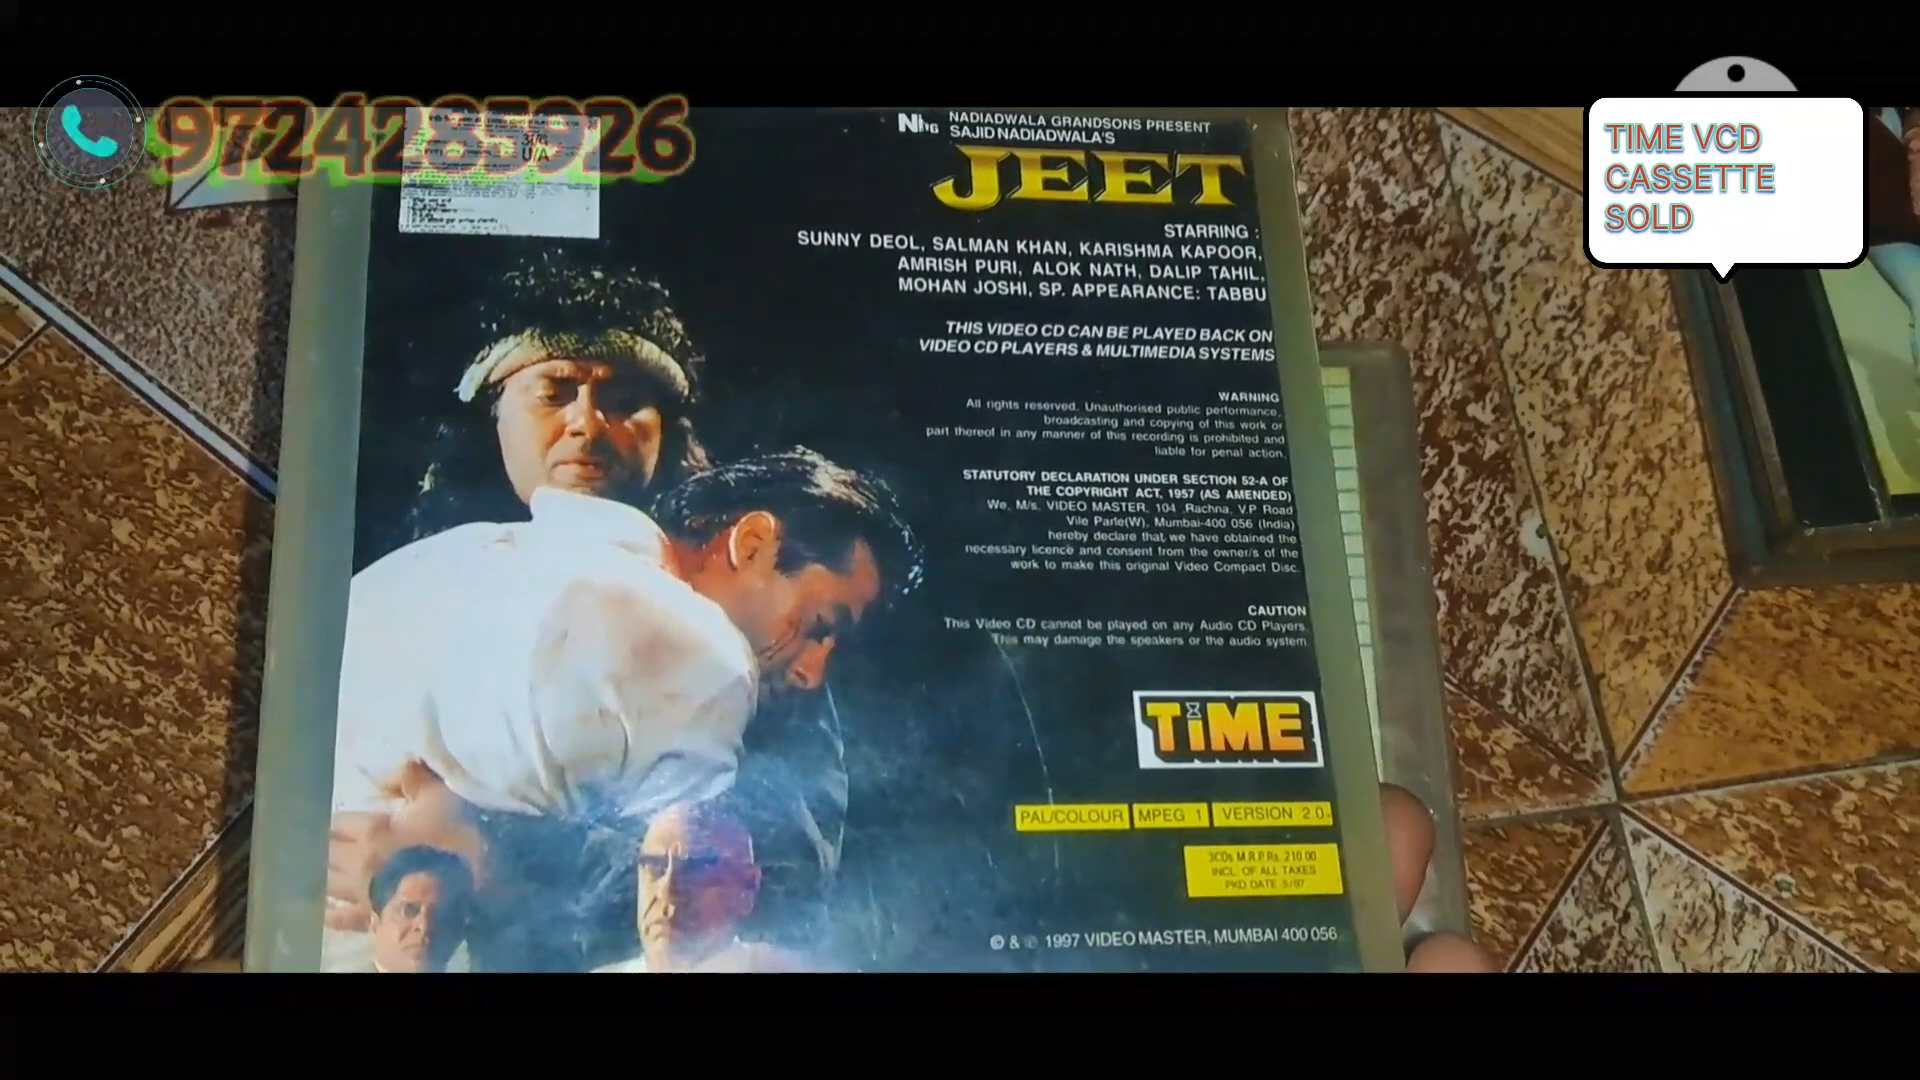 9724285926
TIME VCD
CASSETTE
SOLD
U/A
NADIADWALA GRANDSONS PRESENT
SAJID NADIADWALA'S
JEET
STARRING :
SUNNY DEOL, SALMAN KHAN, KARISHMA KAPOOR,
AMRISH PURI, ALOK NATH, DALIP TAHIL,
MOHAN JOSHI, SP. APPEARANCE: TABBU
THIS VIDEO CD CAN BE PLAYED BACK ON
VIDEO CD PLAYERS & MULTIMEDIA SYSTEMS
WARNING
All rights reserved. Unauthorised public performance,
broadcasting and copying of this work or
part thereof in any manner of this recording is prohibited and
liable for penal action.
STATUTORY DECLARATION UNDER SECTION 52-A OF
THE COPYRIGHT ACT, 1957 (AS AMENDED)
We, M/s. VIDEO MASTER, 104 ,Rachna, V.P Road
Vile Parle(W), Mumbai-400 056 (India)
hereby declare that we have obtained the
necessary licence and consent from the owner/s of the
work to make this original Video Compact Disc.
CAUTION
This Video CD cannot be played on any Audio CD Players.
This may damage the speakers or the audio system
TiME
PAL/COLOUR MPEG 1 VERSION 2.0
3CDs M.R.P.Rs. 210.00
INCL. OF ALL TAXES
PKD DATE 5/97
© & ℗ 1997 VIDEO MASTER, MUMBAI 400 056.